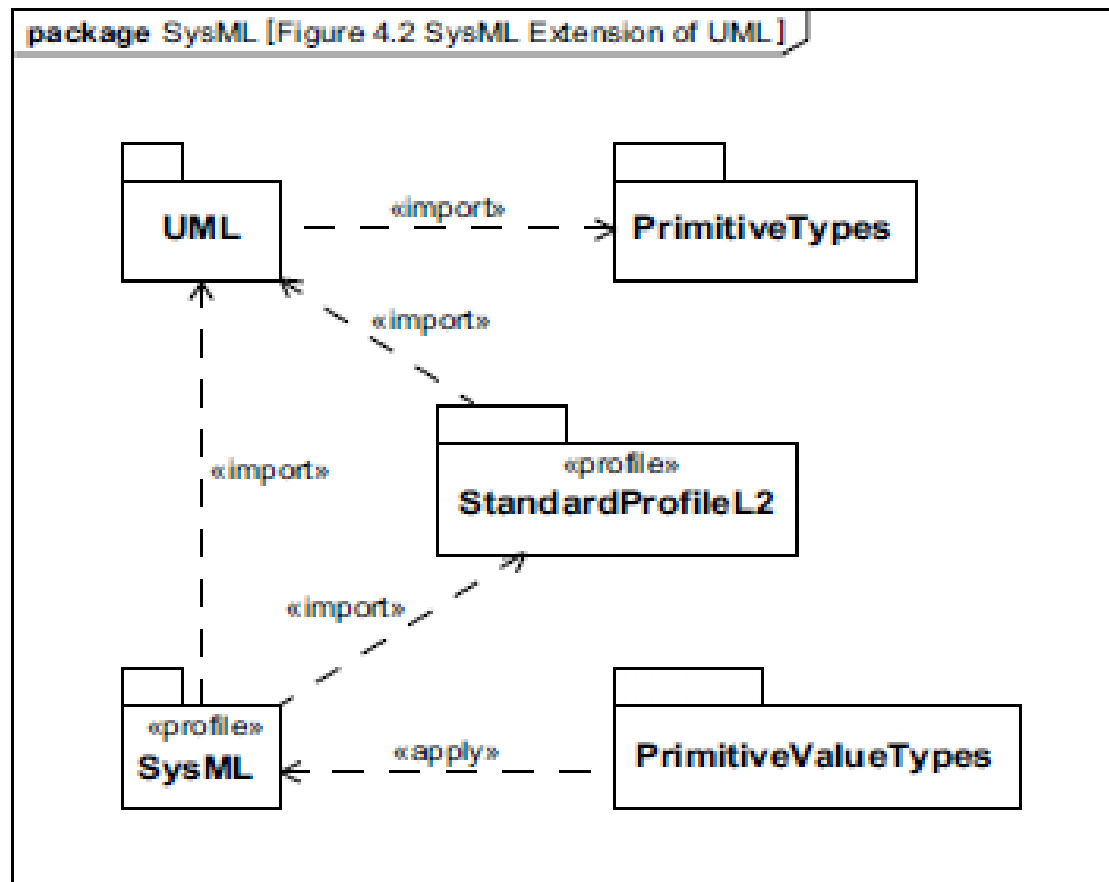 package SysML [Figure 4.2 SysML Extension of UML]
UML
«import»
PrimitiveTypes
«import»
«import»
«profile»
StandardProfileL2
«import»
«profile»
SysML
«apply»
PrimitiveValueTypes